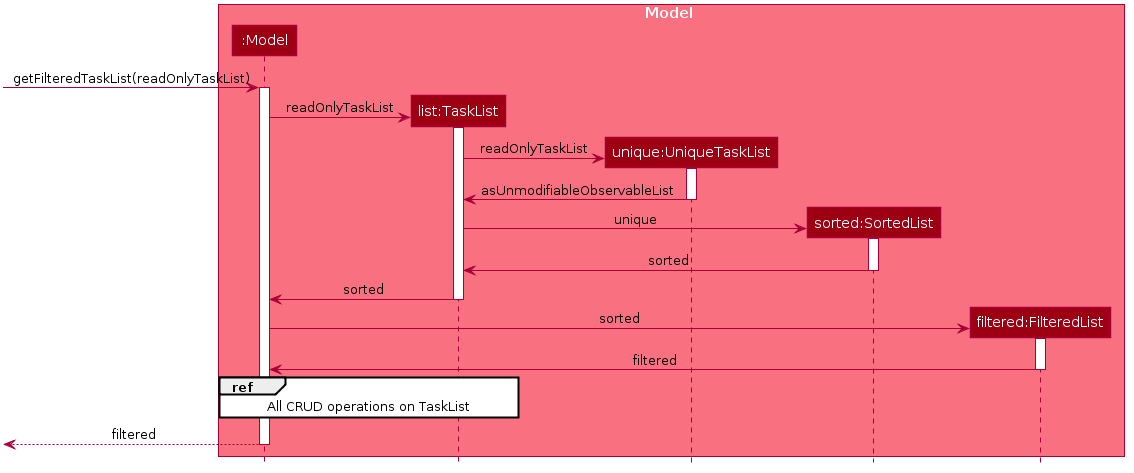 Model
:Model
getFilteredTaskList(readOnlyTaskList)
readOnlyTaskList
list:TaskList
readOnlyTaskList
unique:UniqueTaskList
asUnmodifiableObservableList
unique
sorted:SortedList
sorted
sorted
sorted
filtered:FilteredList
filtered
ref
All CRUD operations on TaskList
filtered